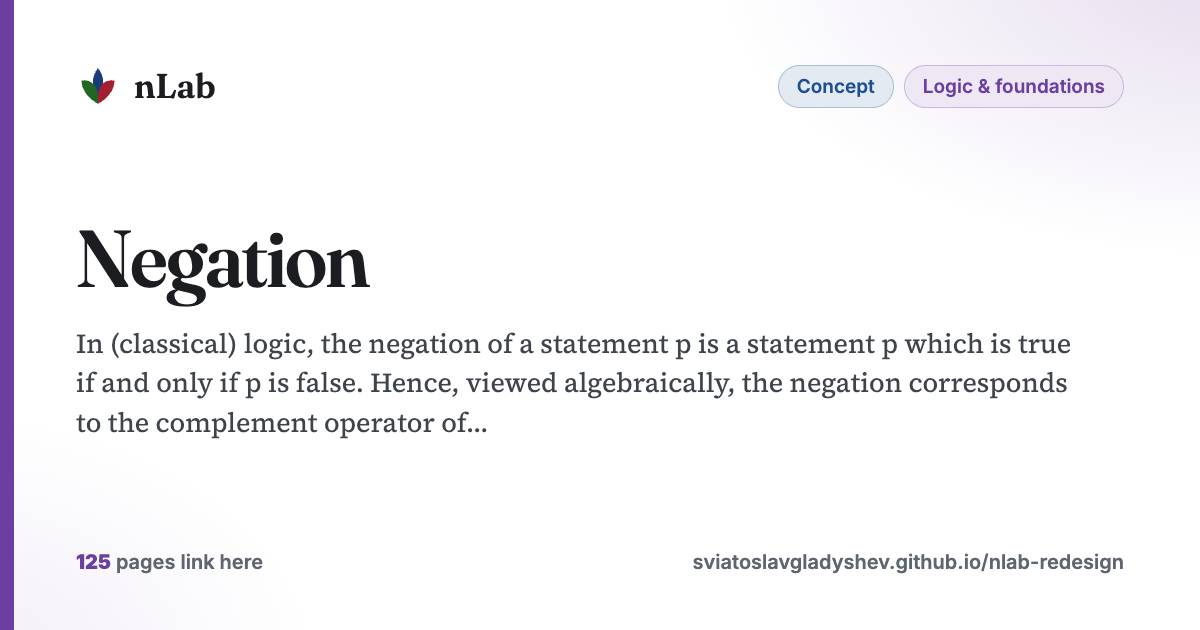 nLab
Concept
Logic & foundations
Negation
In (classical) logic, the negation of a statement p is a statement p which is true
if and only if p is false. Hence, viewed algebraically, the negation corresponds
to the complement operator of...
125 pages link here
sviatoslavgladyshev.github.io/nlab-redesign